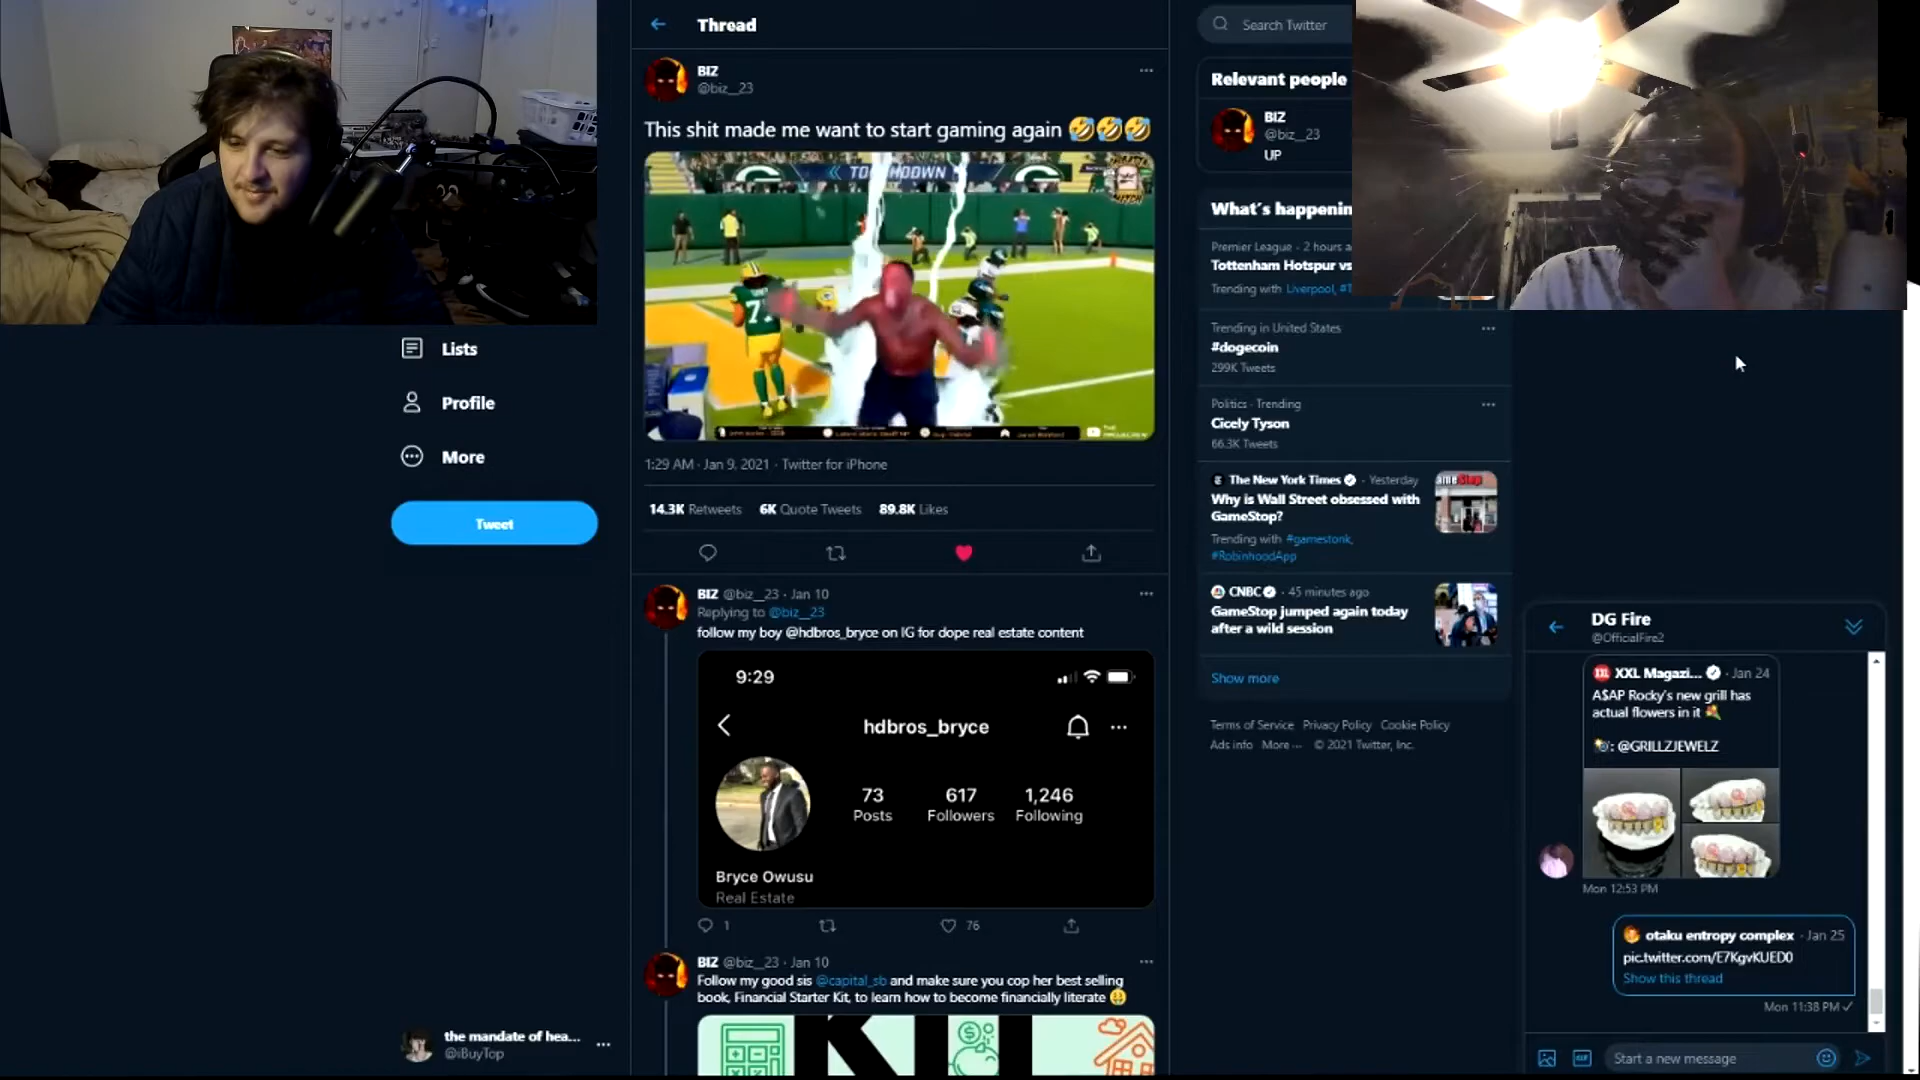 Thread
BIZ
@biz__23
This shit made me want to start gaming again 🤣🤣🤣
1:29 AM · Jan 9, 2021 · Twitter for iPhone
14.3K Retweets 6K Quote Tweets 89.8K Likes
BIZ @biz__23 · Jan 10
Replying to @biz__23
follow my boy @hdbros_bryce on IG for dope real estate content
9:29
hdbros_bryce
73 617 1,246
Posts Followers Following
Bryce Owusu
Real Estate
1 76
BIZ @biz__23 · Jan 10
Follow my good sis @capital_sb and make sure you cop her best selling
book, Financial Starter Kit, to learn how to become financially literate 🤑
Lists
Profile
More
Tweet
the mandate of hea...
@iBuyTop
Search Twitter
Relevant people
BIZ
@biz__23
UP
What's happenin
Premier League · 2 hours a
Tottenham Hotspur vs
Trending with Liverpool, #T
Trending in United States
#dogecoin
299K Tweets
Politics · Trending
Cicely Tyson
66.3K Tweets
The New York Times · Yesterday
Why is Wall Street obsessed with
GameStop?
Trending with #gamestonk,
#RobinhoodApp
CNBC · 45 minutes ago
GameStop jumped again today
after a wild session
Show more
Terms of Service Privacy Policy Cookie Policy
Ads info More ··· © 2021 Twitter, Inc.
DG Fire
@OfficialFire2
XXL Magazi... · Jan 24
A$AP Rocky's new grill has
actual flowers in it 💐
📸: @GRILLZJEWELZ
Mon 12:53 PM
otaku entropy complex · Jan 25
pic.twitter.com/E7KgvKUED0
Show this thread
Mon 11:38 PM ✓
GIF Start a new message